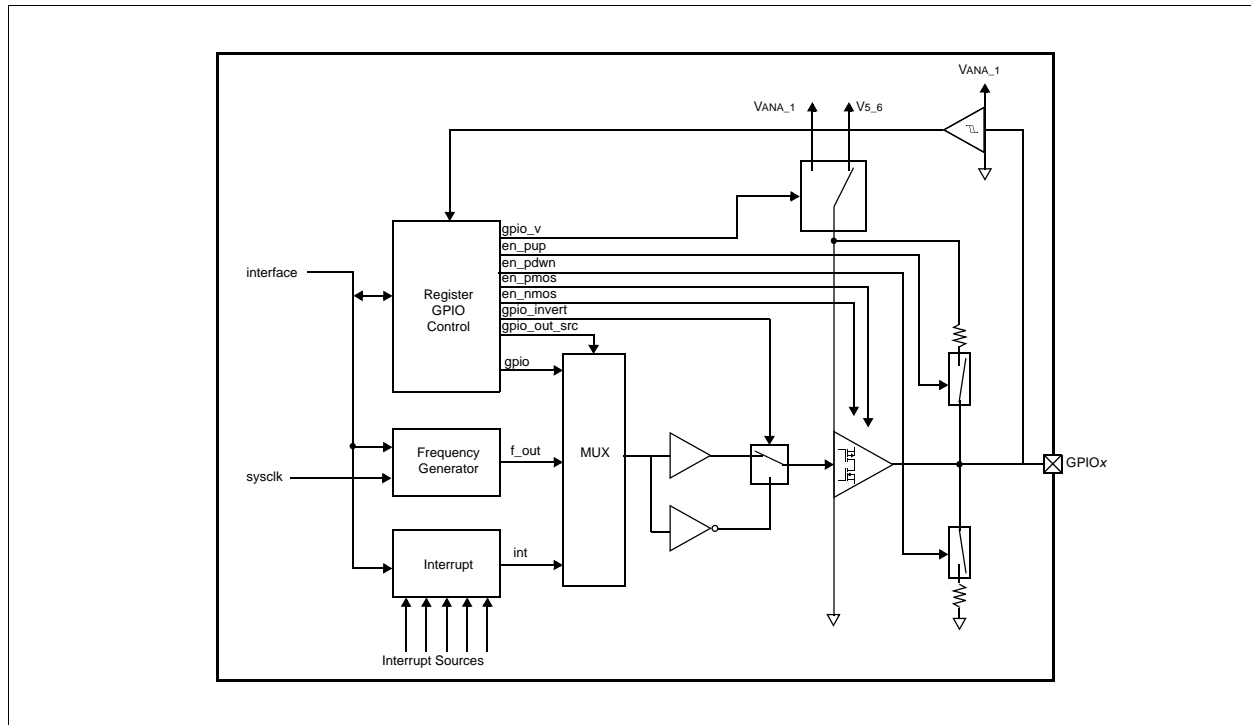 VANA_1
VANA_1
V5_6
gpio_v
en_pup
en_pdwn
en_pmos
en_nmos
gpio_invert
gpio_out_src
gpio
interface
Register
GPIO
Control
Frequency
Generator
f_out
MUX
GPIOx
sysclk
Interrupt
int
Interrupt Sources